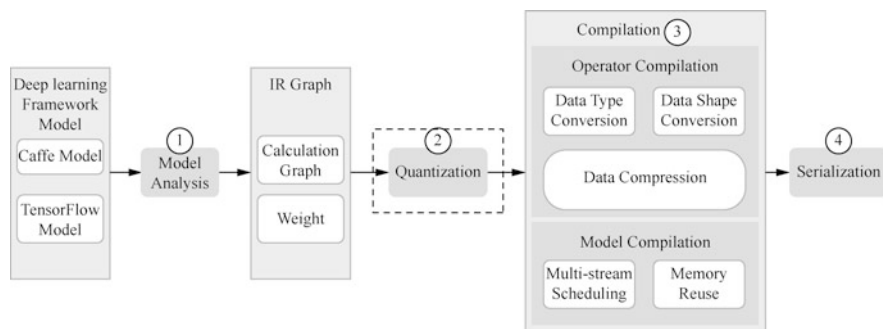 Deep learning
Framework
Model
Caffe Model
TensorFlow
Model
1
Model
Analysis
IR Graph
Calculation
Graph
Weight
2
Quantization
Compilation 3
Operator Compilation
Data Type
Conversion
Data Shape
Conversion
Data Compression
Model Compilation
Multi-stream
Scheduling
Memory
Reuse
4
Serialization